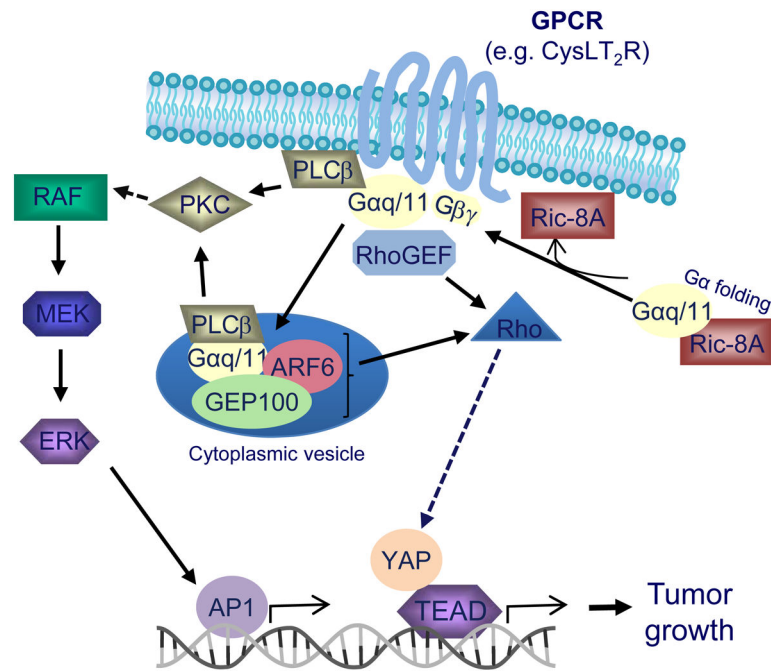 GPCR
(e.g. CysLT₂R)
PLCβ
RAF
PKC
Gαq/11
Gβγ
Ric-8A
RhoGEF
Gα folding
Gαq/11
Ric-8A
MEK
PLCβ
Gαq/11
ARF6
GEP100
Rho
ERK
Cytoplasmic vesicle
YAP
AP1
TEAD
Tumor
growth